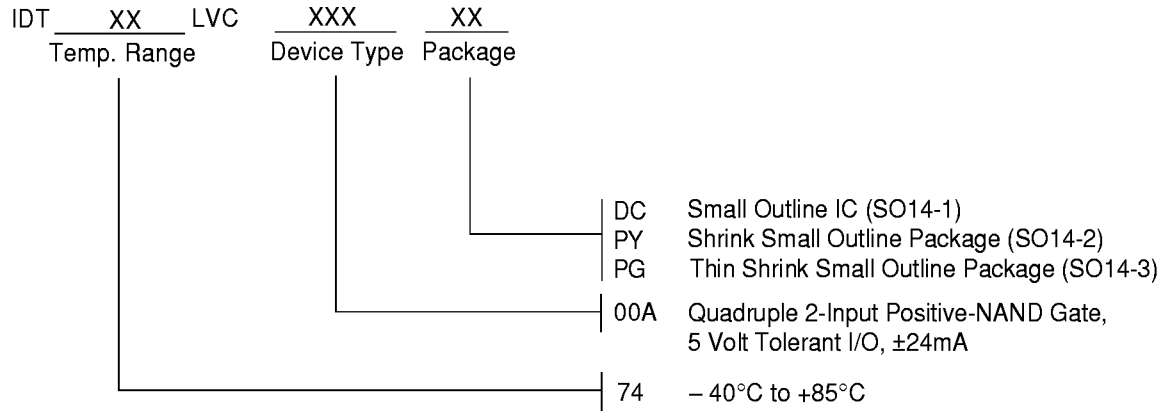 IDT XX LVC XXX XX
Temp. Range Device Type Package
DC Small Outline IC (SO14-1)
PY Shrink Small Outline Package (SO14-2)
PG Thin Shrink Small Outline Package (SO14-3)
00A Quadruple 2-Input Positive-NAND Gate,
5 Volt Tolerant I/O, ±24mA
74 – 40°C to +85°C